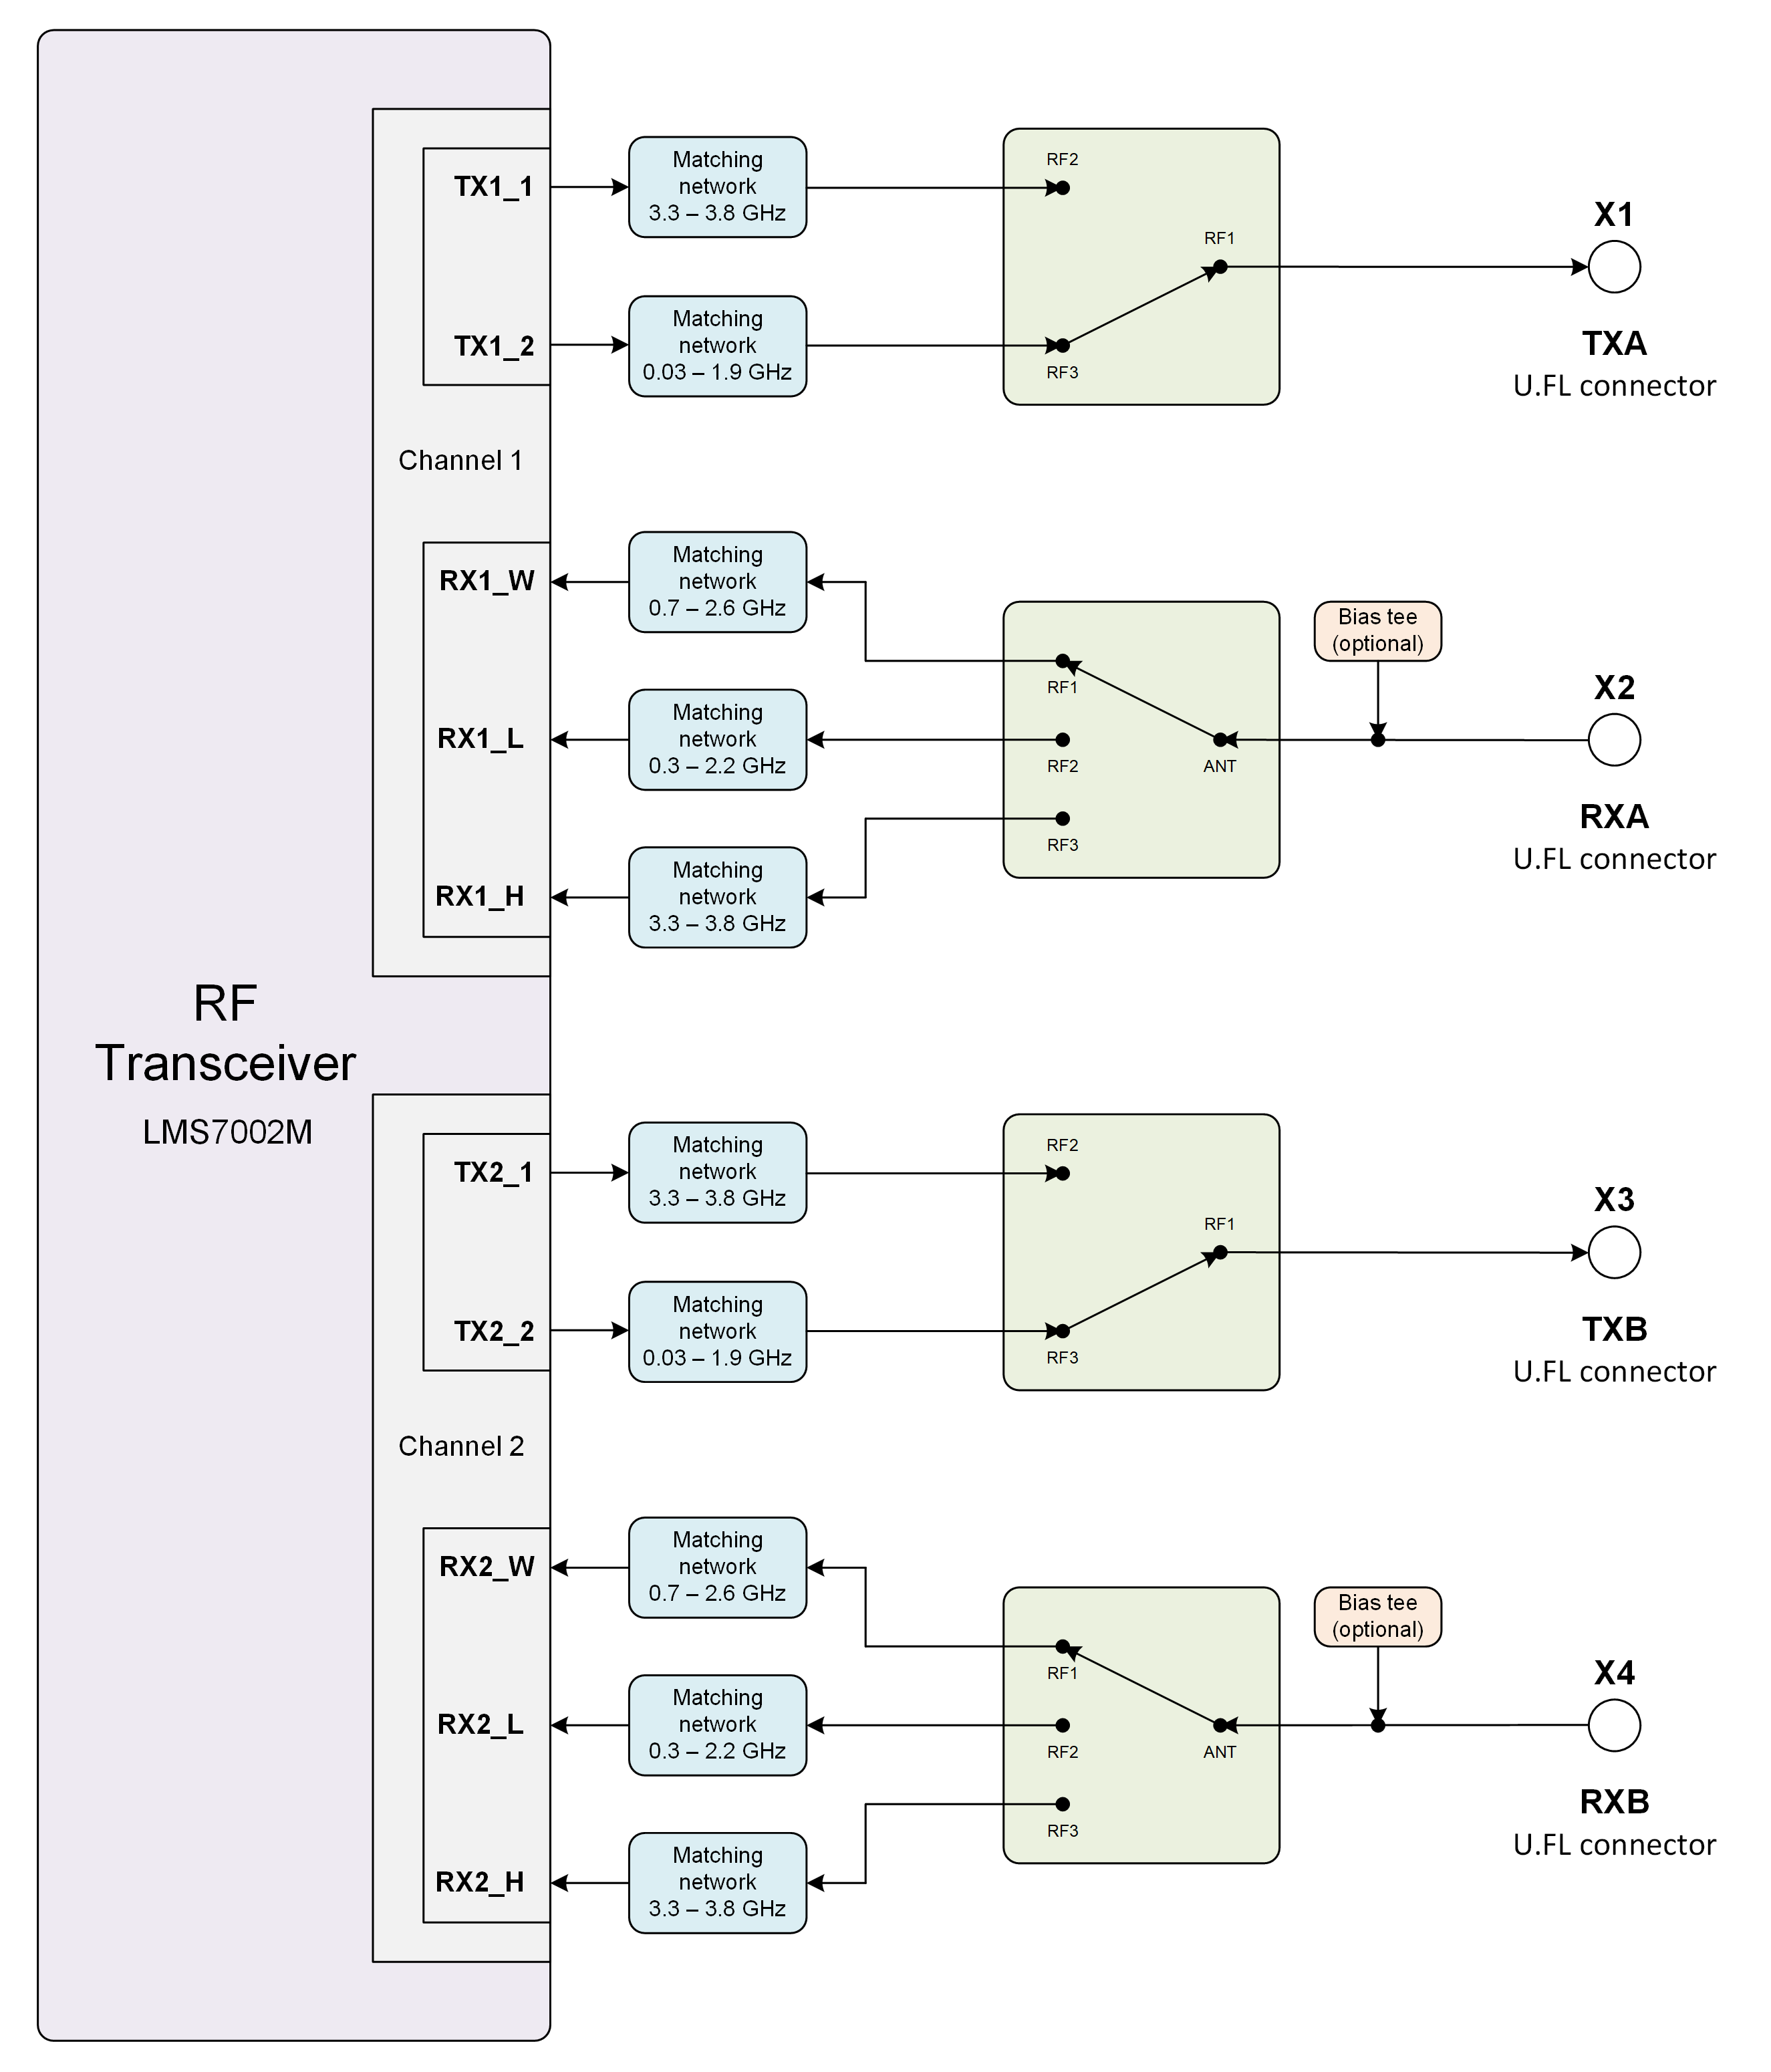 RF
Transceiver
LMS7002M
Channel 1
TX1_1
Matching
network
3.3 – 3.8 GHz
TX1_2
Matching
network
0.03 – 1.9 GHz
RF2
RF1
RF3
X1
TXA
U.FL connector
RX1_W
Matching
network
0.7 – 2.6 GHz
RX1_L
Matching
network
0.3 – 2.2 GHz
RX1_H
Matching
network
3.3 – 3.8 GHz
RF1
RF2
RF3
ANT
Bias tee
(optional)
X2
RXA
U.FL connector
Channel 2
TX2_1
Matching
network
3.3 – 3.8 GHz
TX2_2
Matching
network
0.03 – 1.9 GHz
RF2
RF1
RF3
X3
TXB
U.FL connector
RX2_W
Matching
network
0.7 – 2.6 GHz
RX2_L
Matching
network
0.3 – 2.2 GHz
RX2_H
Matching
network
3.3 – 3.8 GHz
RF1
RF2
RF3
ANT
Bias tee
(optional)
X4
RXB
U.FL connector